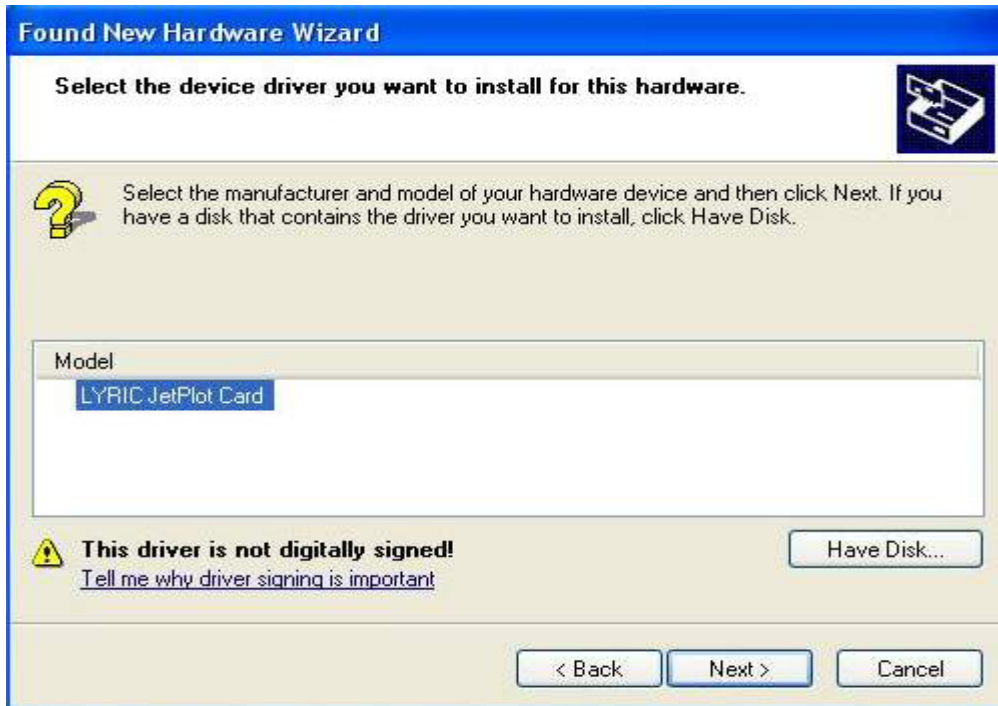 Found New Hardware Wizard
Select the device driver you want to install for this hardware.
Select the manufacturer and model of your hardware device and then click Next. If you
have a disk that contains the driver you want to install, click Have Disk.
Model
LYRIC JetPlot Card
This driver is not digitally signed!
Have Disk...
Tell me why driver signing is important
< Back
Next >
Cancel